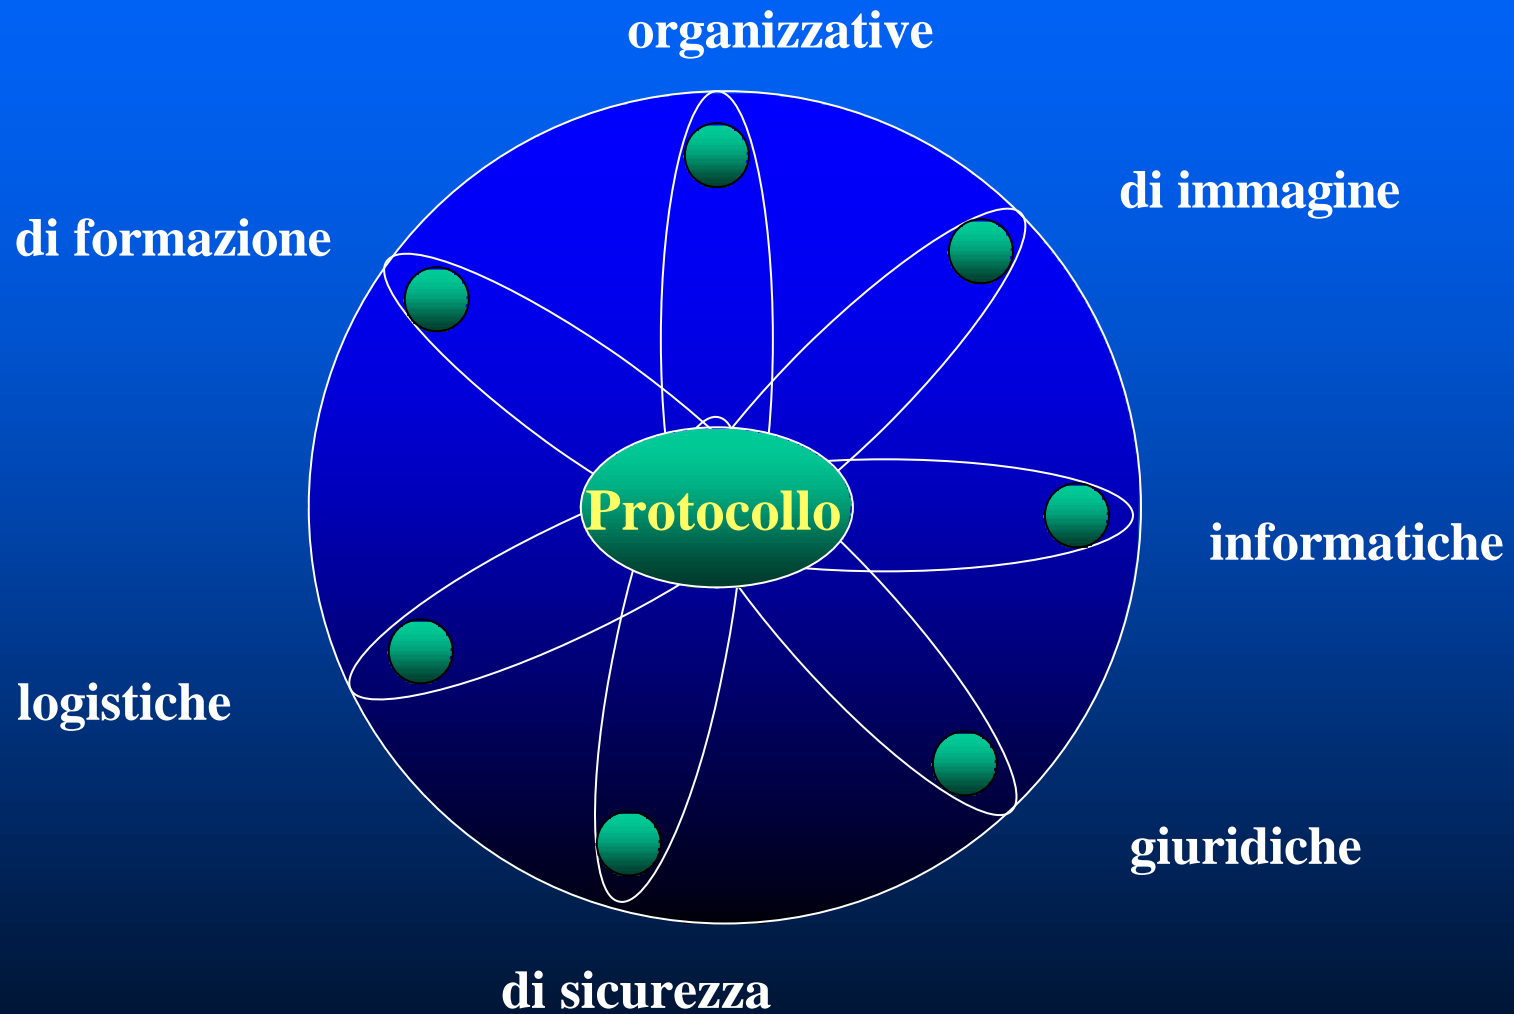 organizzative
di immagine
di formazione
Protocollo
informatiche
logistiche
giuridiche
di sicurezza